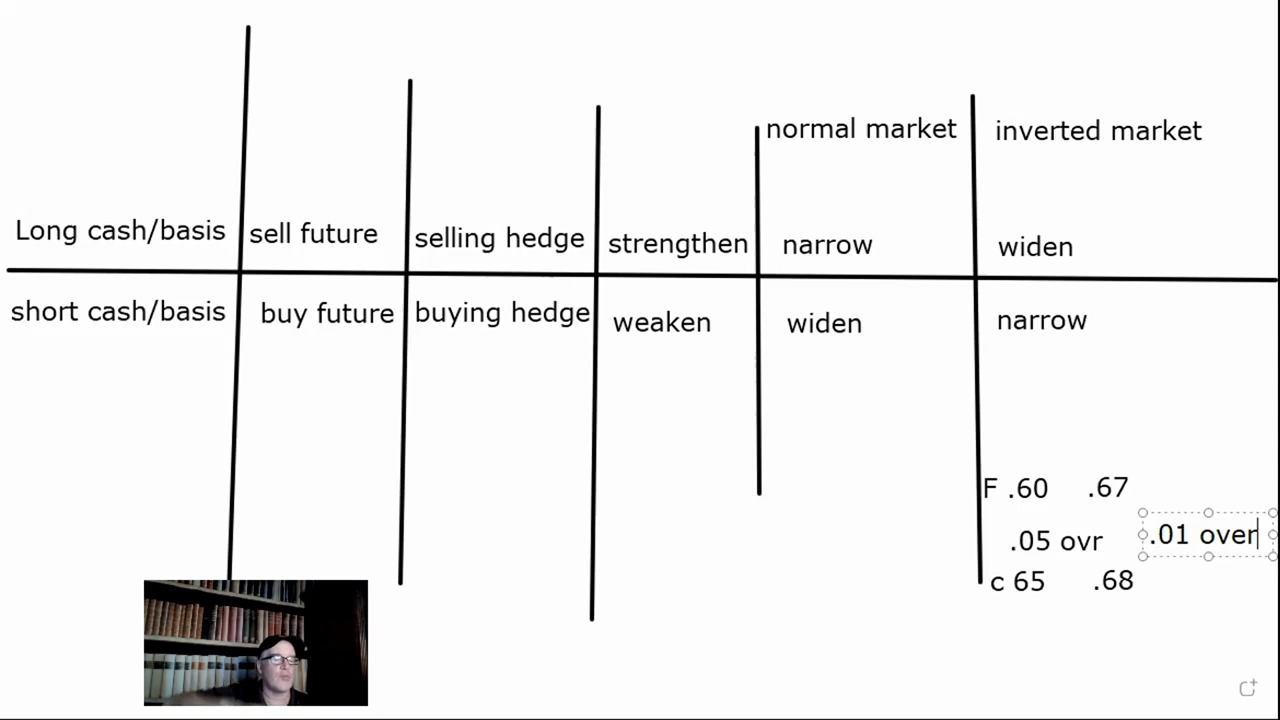 normal market inverted market
Long cash/basis sell future selling hedge strengthen narrow widen
short cash/basis buy future buying hedge weaken widen narrow
F .60 .67
.05 ovr .01 over
c 65 .68